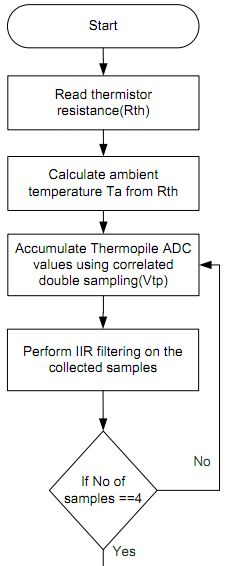 Start
Read thermistor
resistance(Rth)
Calculate ambient
temperature Ta from Rth
Accumulate Thermopile ADC
values using correlated
double sampling(Vtp)
Perform IIR filtering on the
collected samples
If No of
samples ==4
No
Yes